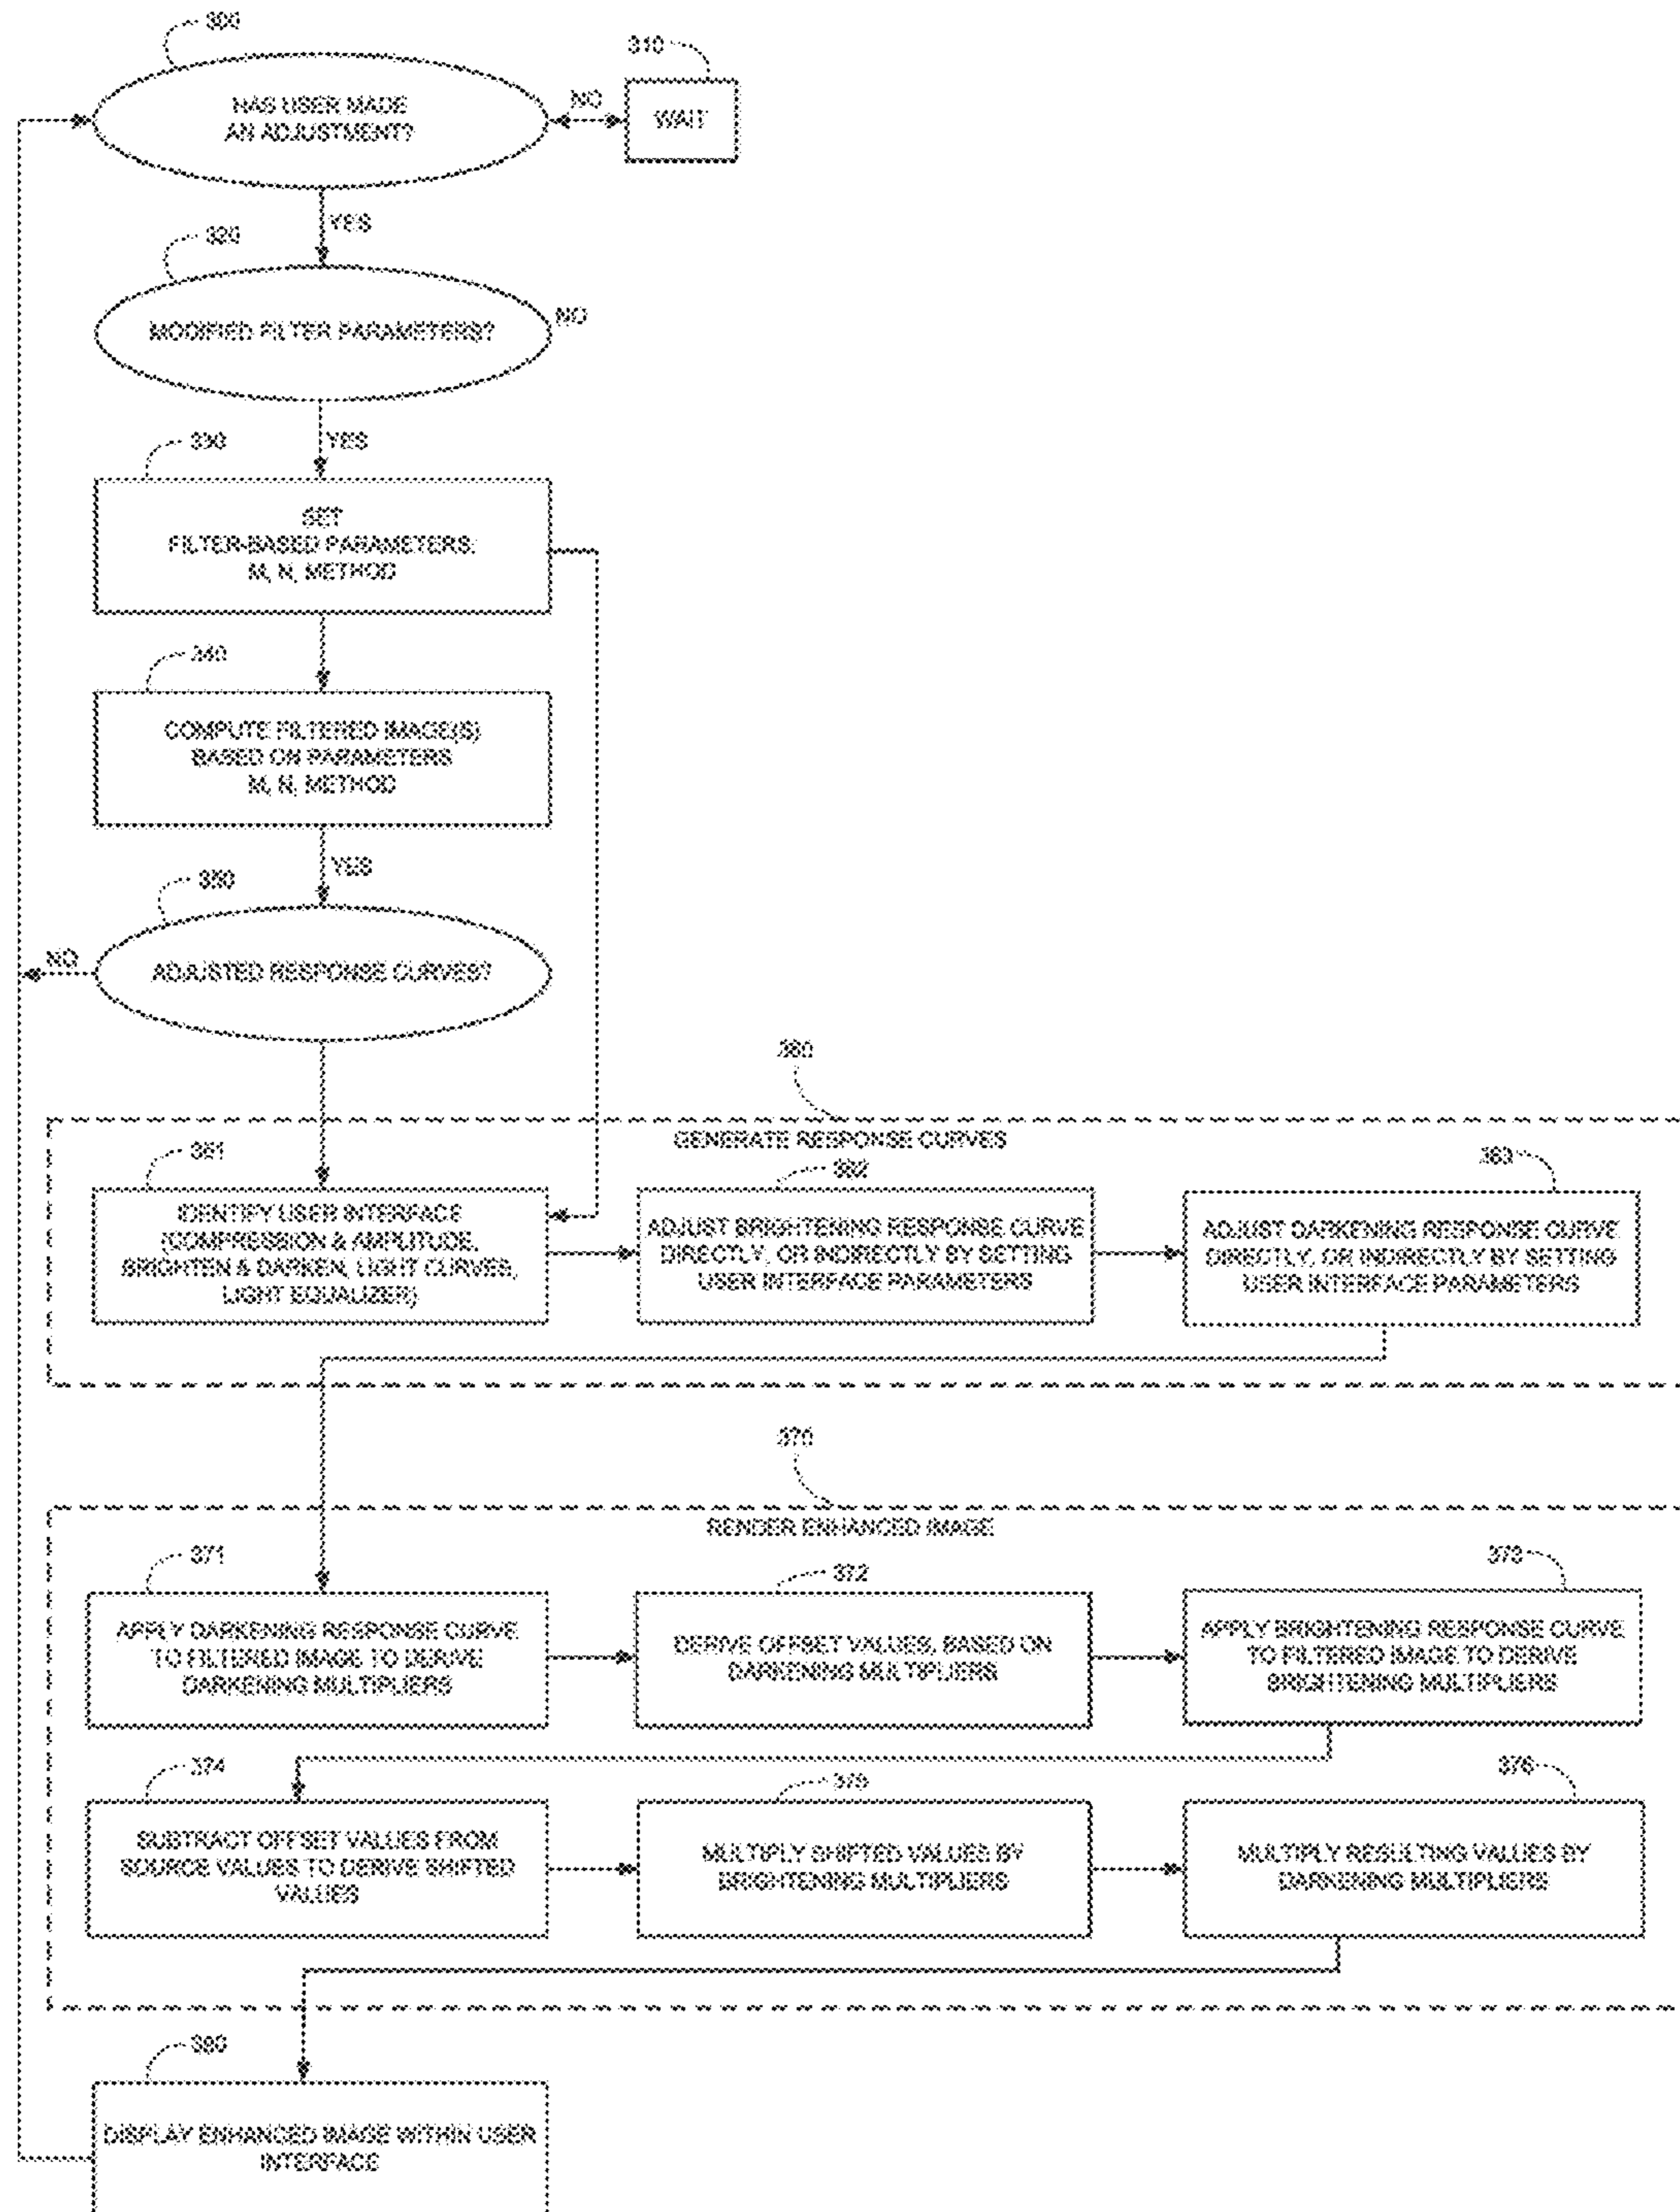 300
310
HAS USER MADE
AN ADJUSTMENT?
NO
WAIT
YES
320
MODIFIED FILTER PARAMETERS?
NO
YES
330
SET
FILTER-BASED PARAMETERS:
M, N, METHOD
340
COMPUTE FILTERED IMAGE(S)
BASED ON PARAMETERS
M, N, METHOD
YES
350
ADJUSTED RESPONSE CURVES?
NO
360
GENERATE RESPONSE CURVES
361
362
363
IDENTIFY USER INTERFACE
(COMPRESSION & AMPLITUDE,
BRIGHTEN & DARKEN, LIGHT CURVES,
LIGHT EQUALIZER)
ADJUST BRIGHTENING RESPONSE CURVE
DIRECTLY, OR INDIRECTLY BY SETTING
USER INTERFACE PARAMETERS
ADJUST DARKENING RESPONSE CURVE
DIRECTLY, OR INDIRECTLY BY SETTING
USER INTERFACE PARAMETERS
370
RENDER ENHANCED IMAGE
371
372
373
APPLY DARKENING RESPONSE CURVE
TO FILTERED IMAGE TO DERIVE
DARKENING MULTIPLIERS
DERIVE OFFSET VALUES, BASED ON
DARKENING MULTIPLIERS
APPLY BRIGHTENING RESPONSE CURVE
TO FILTERED IMAGE TO DERIVE
BRIGHTENING MULTIPLIERS
374
375
376
SUBTRACT OFFSET VALUES FROM
SOURCE VALUES TO DERIVE SHIFTED
VALUES
MULTIPLY SHIFTED VALUES BY
BRIGHTENING MULTIPLIERS
MULTIPLY RESULTING VALUES BY
DARKENING MULTIPLIERS
380
DISPLAY ENHANCED IMAGE WITHIN USER
INTERFACE